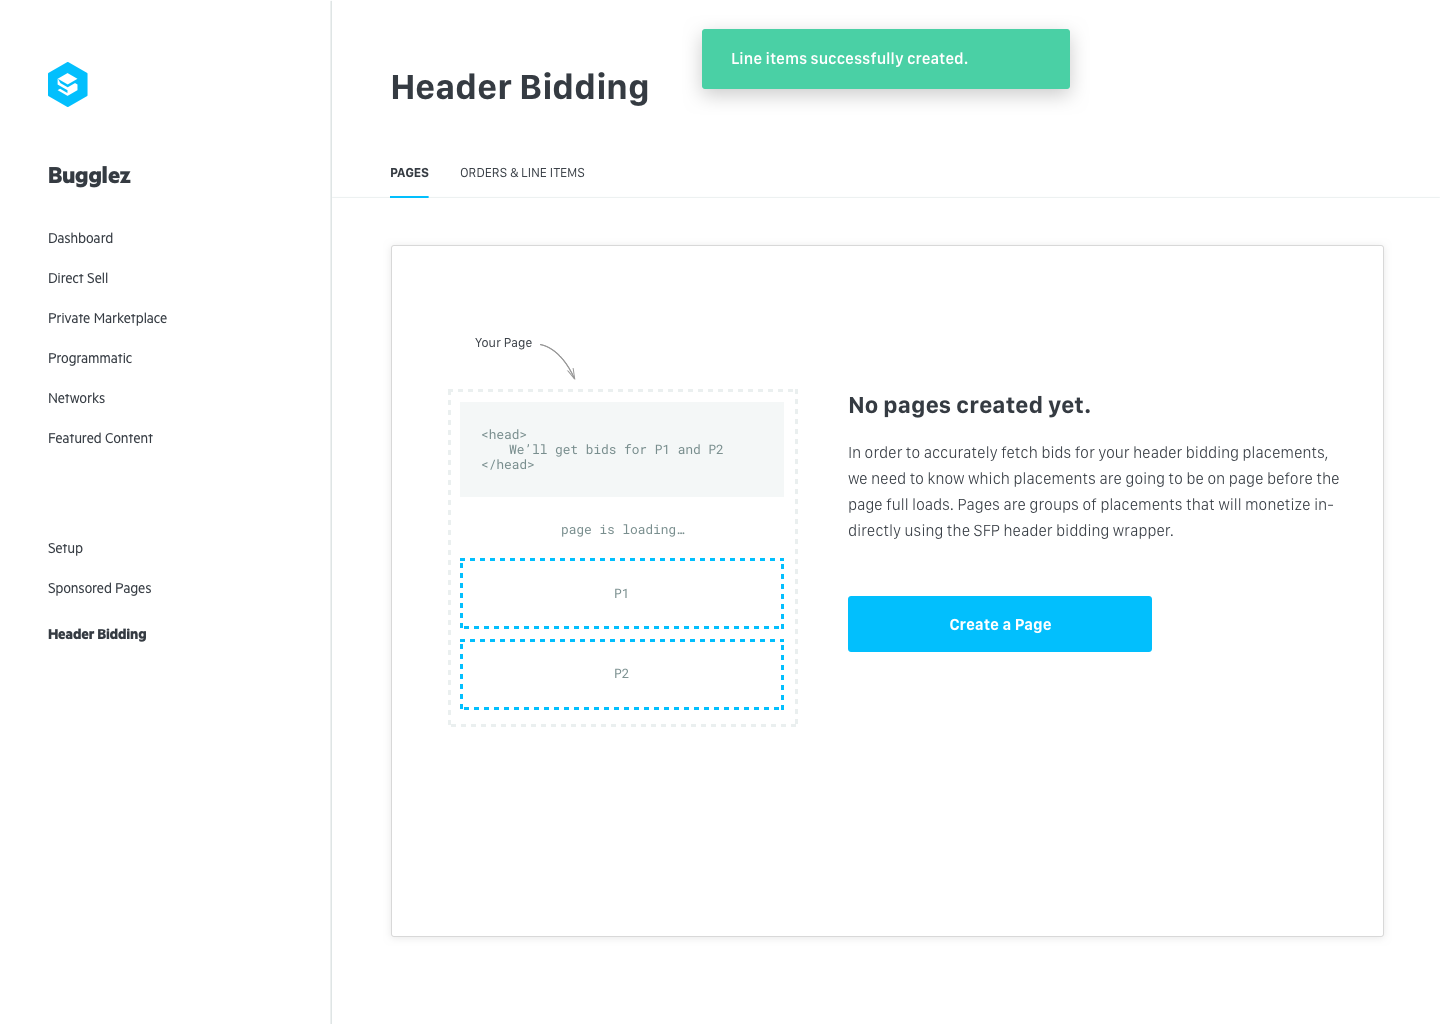 Line items successfully created.
Header Bidding
Bugglez
PAGES
ORDERS & LINE ITEMS
Dashboard
Direct Sell
Private Marketplace
Programmatic
Networks
Featured Content
Setup
Sponsored Pages
Header Bidding
Your Page
<head>
We'll get bids for P1 and P2
</head>
page is loading…
P1
P2
No pages created yet.
In order to accurately fetch bids for your header bidding placements,
we need to know which placements are going to be on page before the
page full loads. Pages are groups of placements that will monetize in-
directly using the SFP header bidding wrapper.
Create a Page